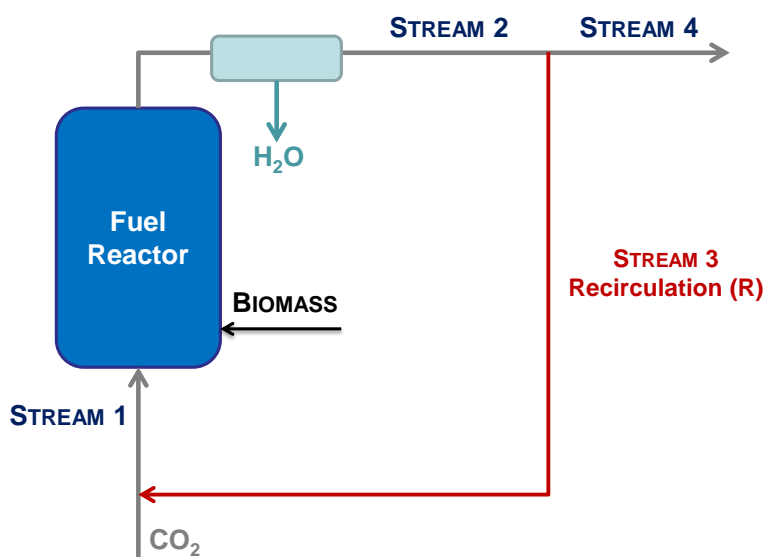 STREAM 2
STREAM 4
H₂O
Fuel
Reactor
STREAM 3
Recirculation (R)
BIOMASS
STREAM 1
CO₂